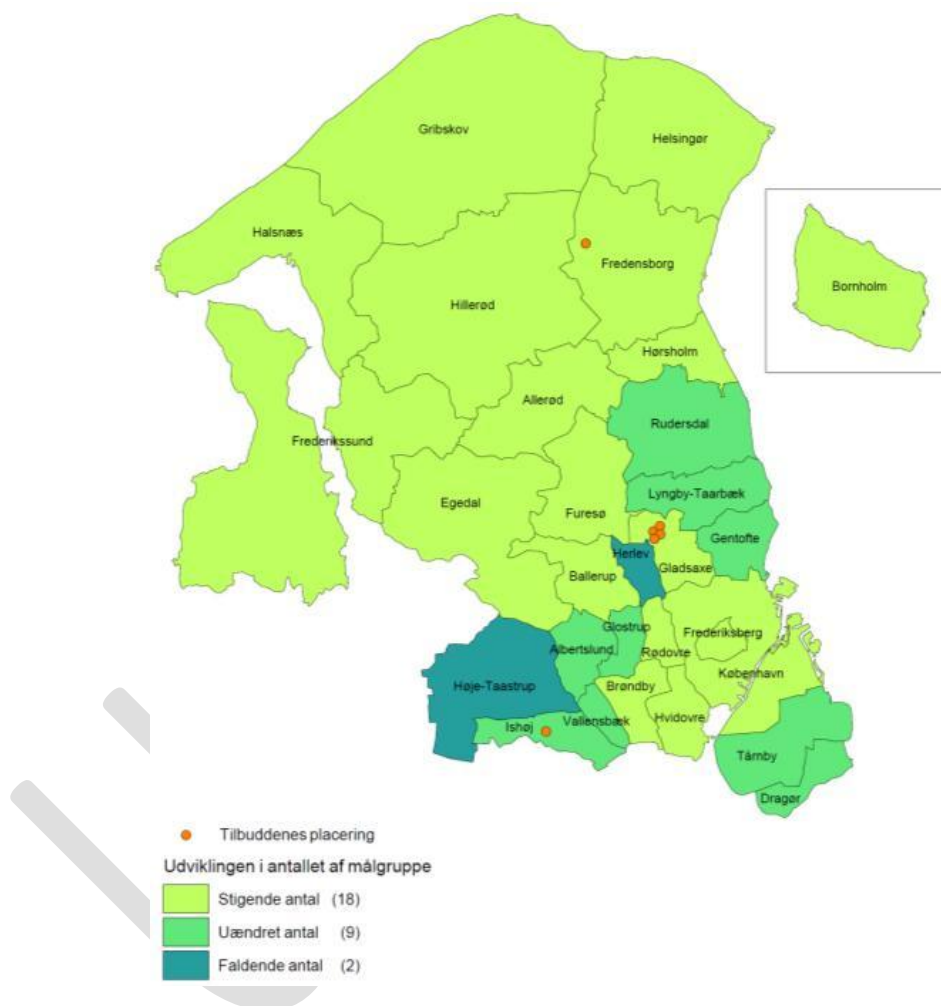 Gribskov
Helsingør
Halsnæs
Fredensborg
Bornholm
Hillerød
Hørsholm
Allerød
Rudersdal
Frederikssund
Lyngby-Taarbæk
Egedal
Furesø
Gentofte
Herlev
Gladsaxe
Ballerup
Glostrup
Frederiksberg
Albertslund
Rødovre
København
Høje-Taastrup
Brøndby
Hvidovre
Vallensbæk
Ishøj
Tårnby
Dragør
Tilbuddenes placering
Udviklingen i antallet af målgruppe
Stigende antal (18)
Uændret antal (9)
Faldende antal (2)